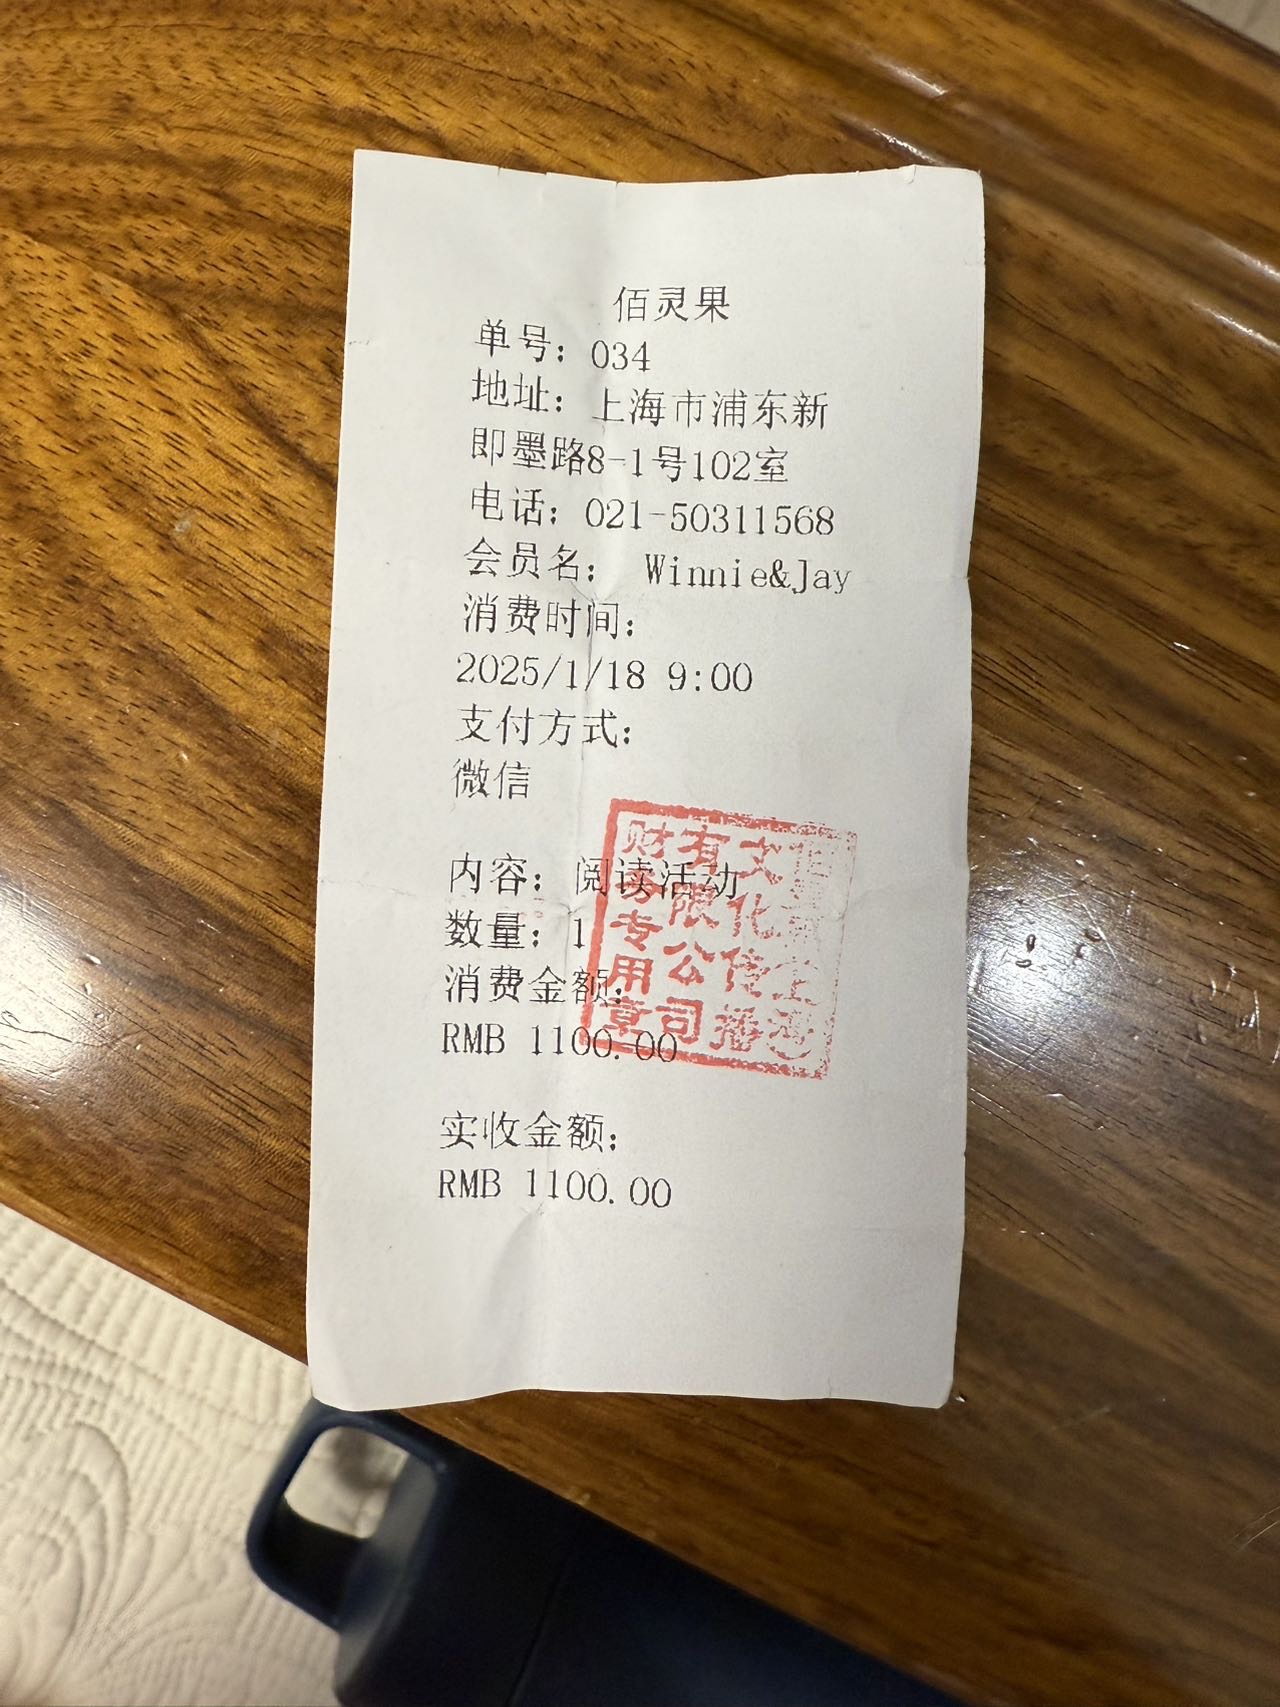 佰灵果
单号：034
地址：上海市浦东新
即墨路8-1号102室
电话：021-50311568
会员名： Winnie&Jay
消费时间：
2025/1/18 9:00
支付方式：
微信
内容：阅读活动
数量：1
消费金额：
RMB 1100.00
实收金额：
RMB 1100.00
文化传播
有限公司
财务专用章